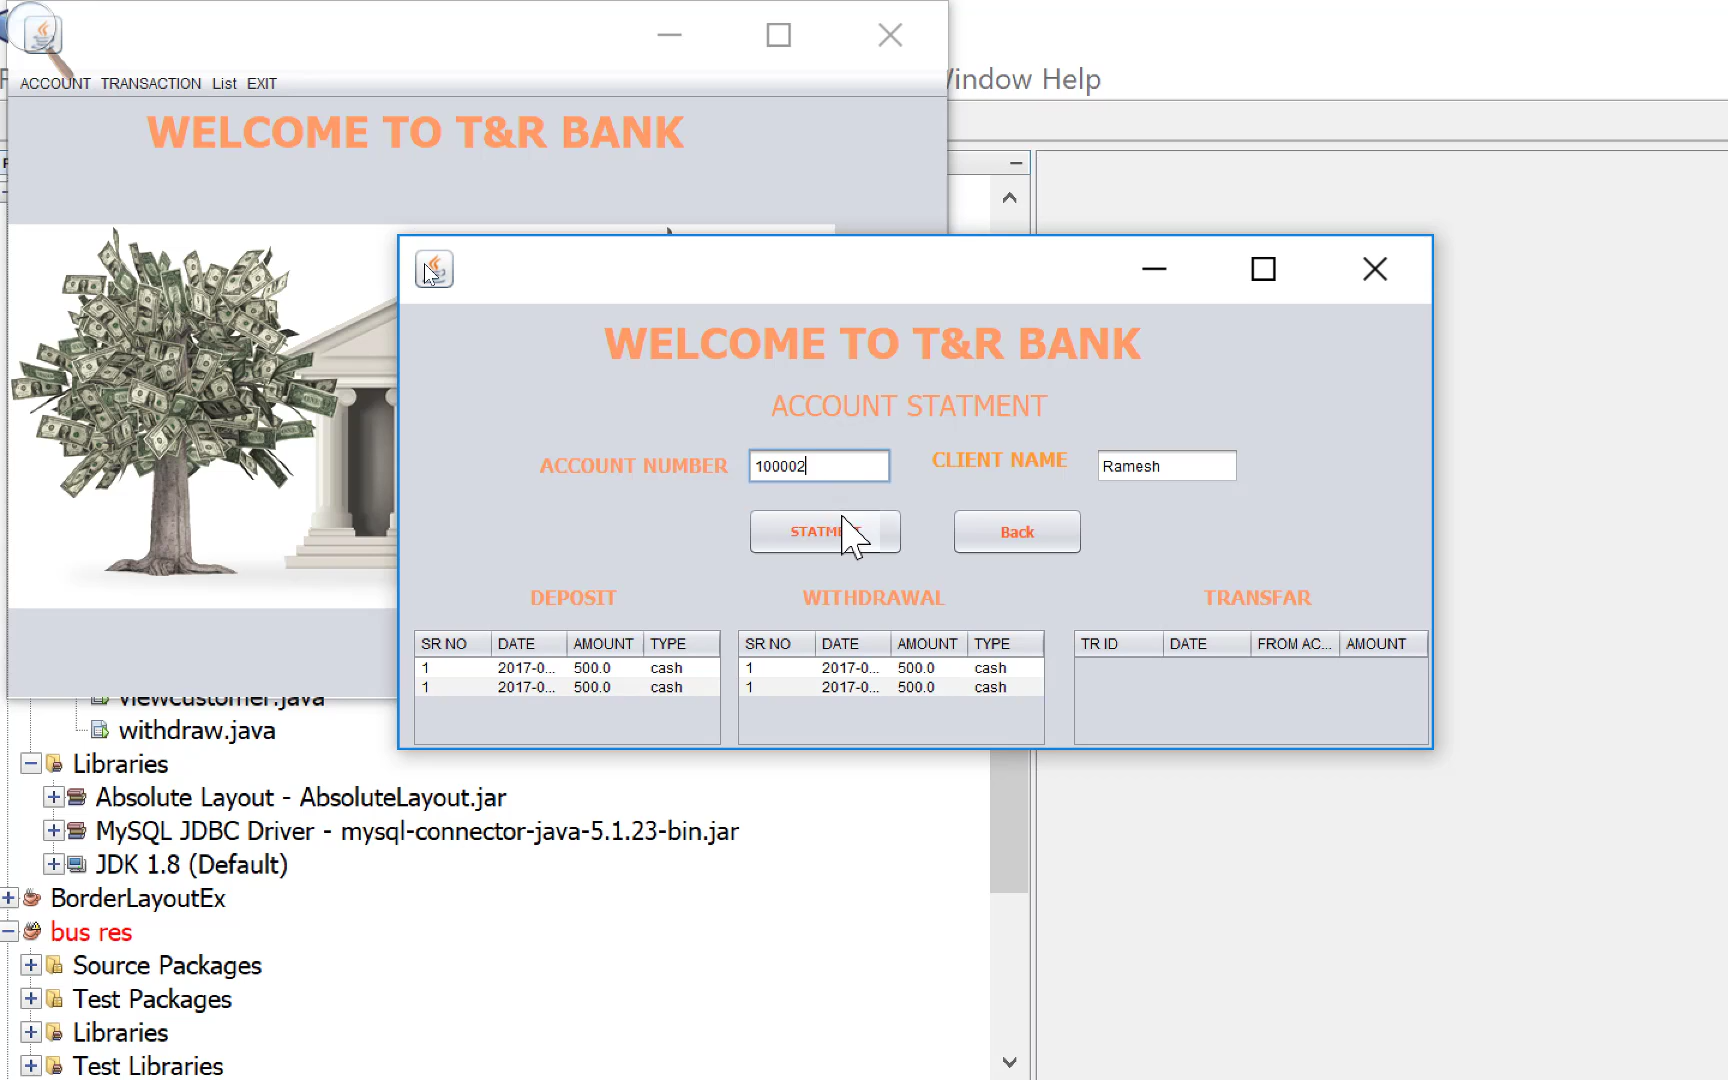 ACCOUNT TRANSACTION List EXIT
Window Help
WELCOME TO T&R BANK
WELCOME TO T&R BANK
ACCOUNT STATMENT
ACCOUNT NUMBER 100002 CLIENT NAME Ramesh
Back
DEPOSIT WITHDRAWAL TRANSFAR
SR NO DATE AMOUNT TYPE SR NO DATE AMOUNT TYPE TR ID DATE FROM AC... AMOUNT
1 2017-0... 500.0 cash 1 2017-0... 500.0 cash
1 2017-0... 500.0 cash 1 2017-0... 500.0 cash
viewcustomer.java
withdraw.java
Libraries
Absolute Layout - AbsoluteLayout.jar
MySQL JDBC Driver - mysql-connector-java-5.1.23-bin.jar
JDK 1.8 (Default)
BorderLayoutEx
bus res
Source Packages
Test Packages
Libraries
Test Libraries